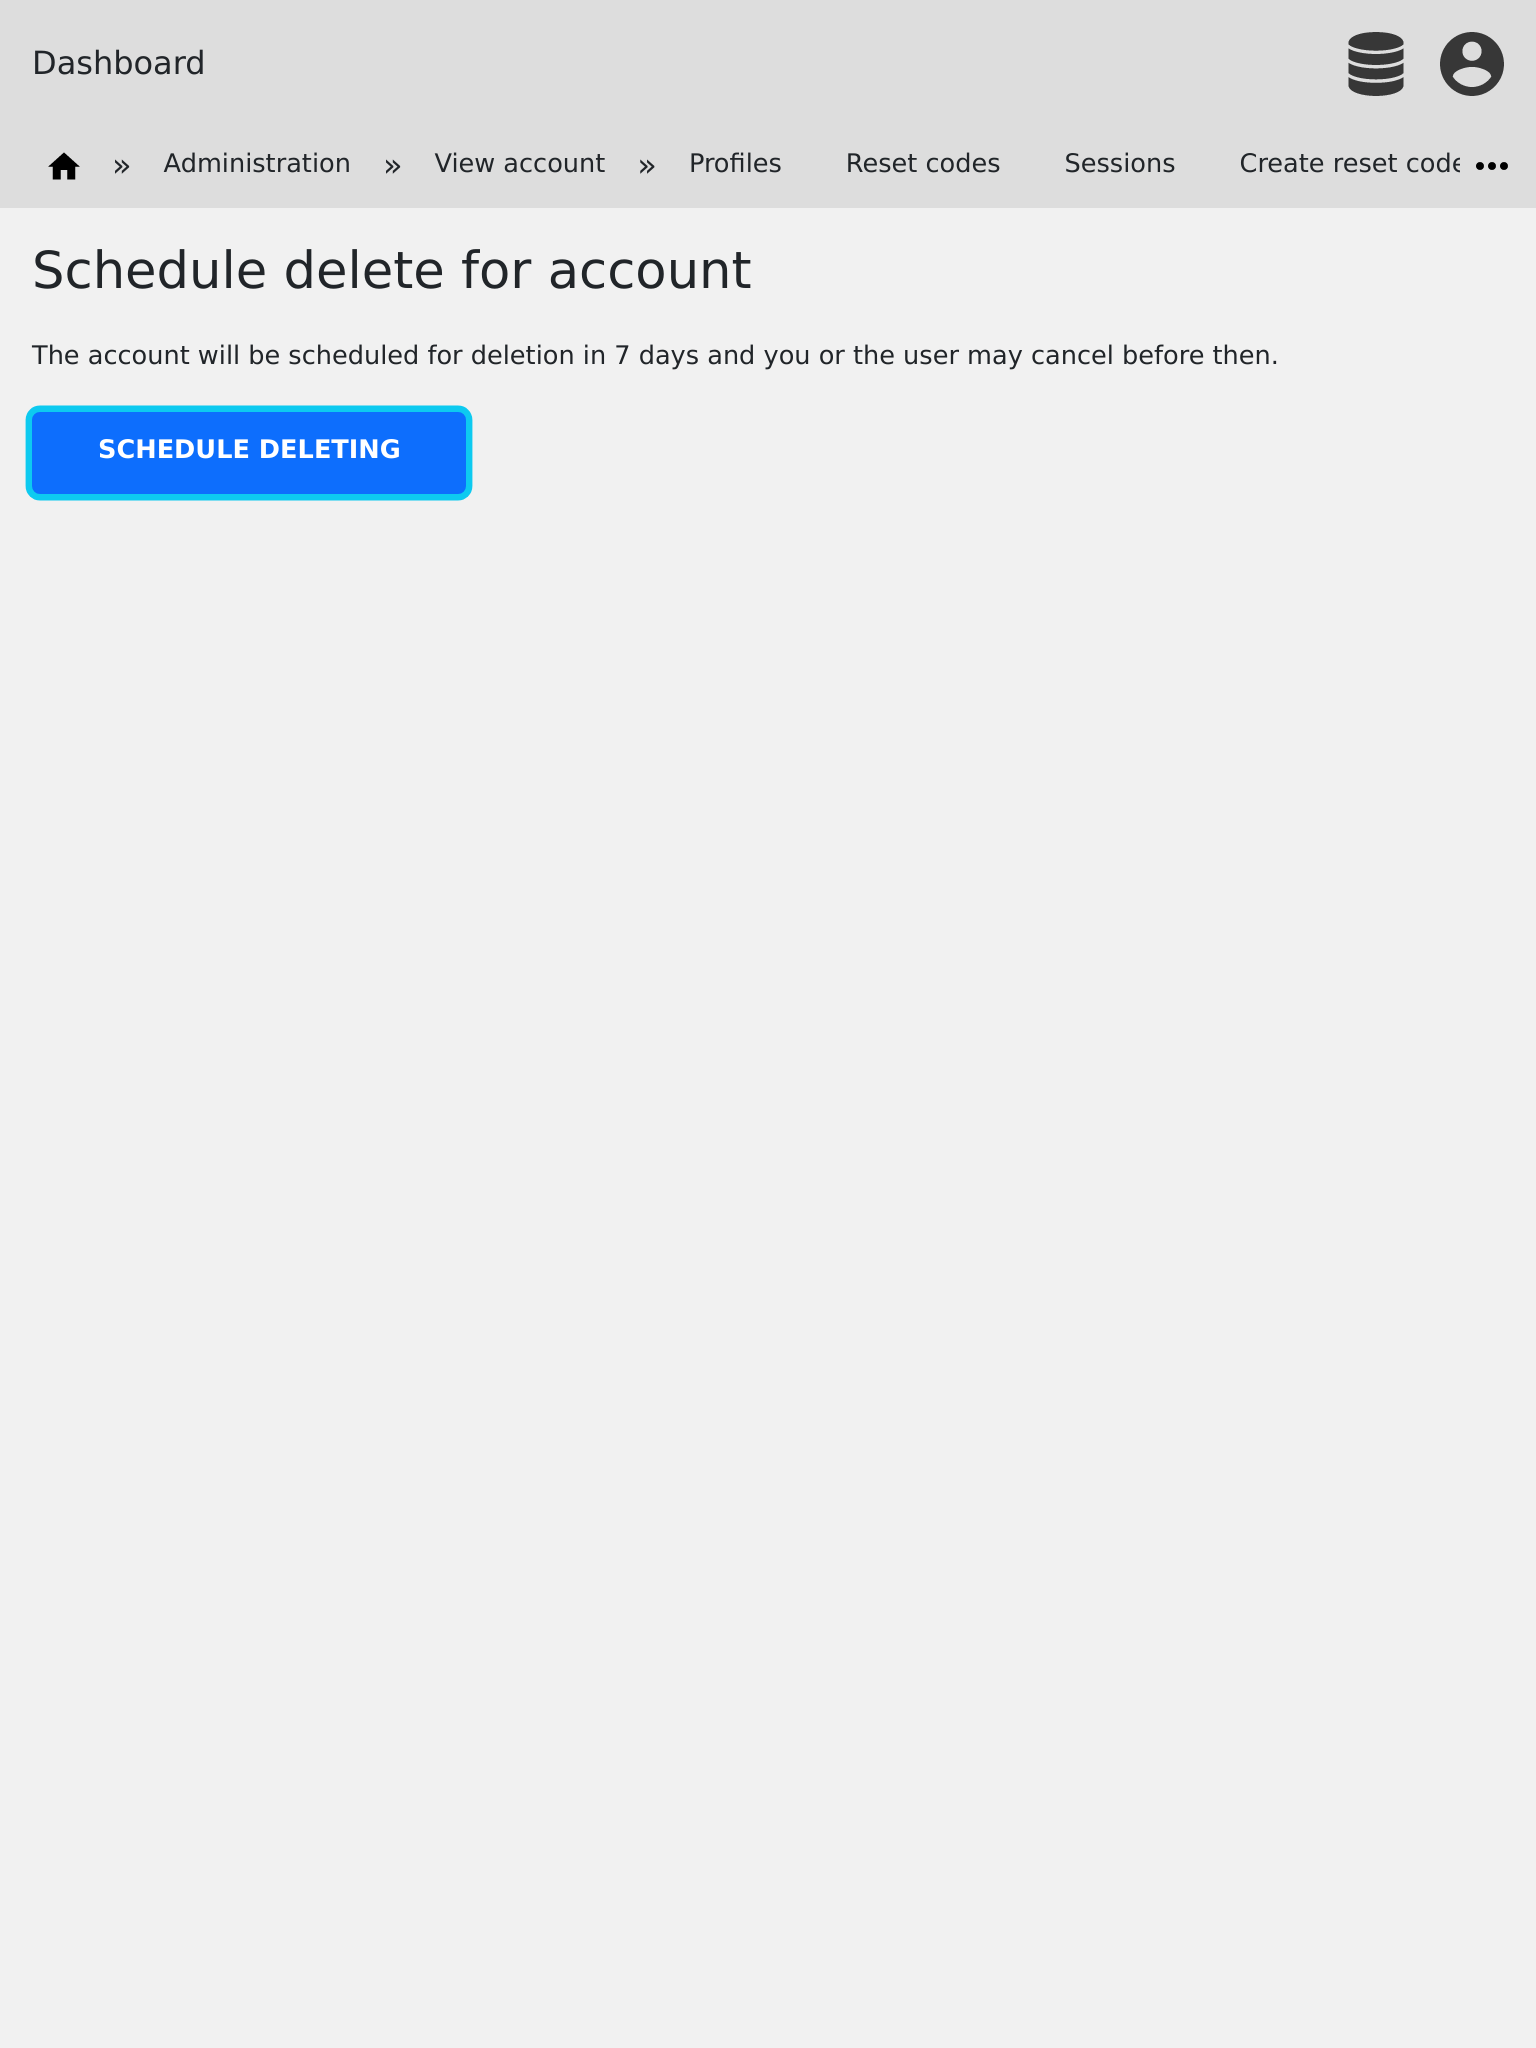 Dashboard
» Administration » View account » Profiles Reset codes Sessions Create reset code
Schedule delete for account
The account will be scheduled for deletion in 7 days and you or the user may cancel before then.
SCHEDULE DELETING